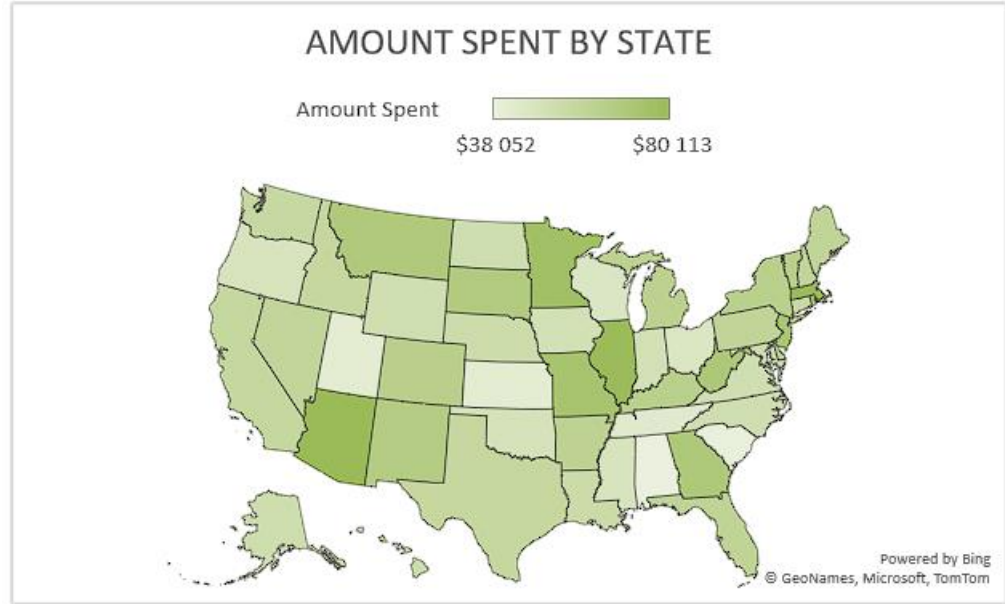 AMOUNT SPENT BY STATE
Amount Spent
$38 052 $80 113
Powered by Bing
© GeoNames, Microsoft, TomTom